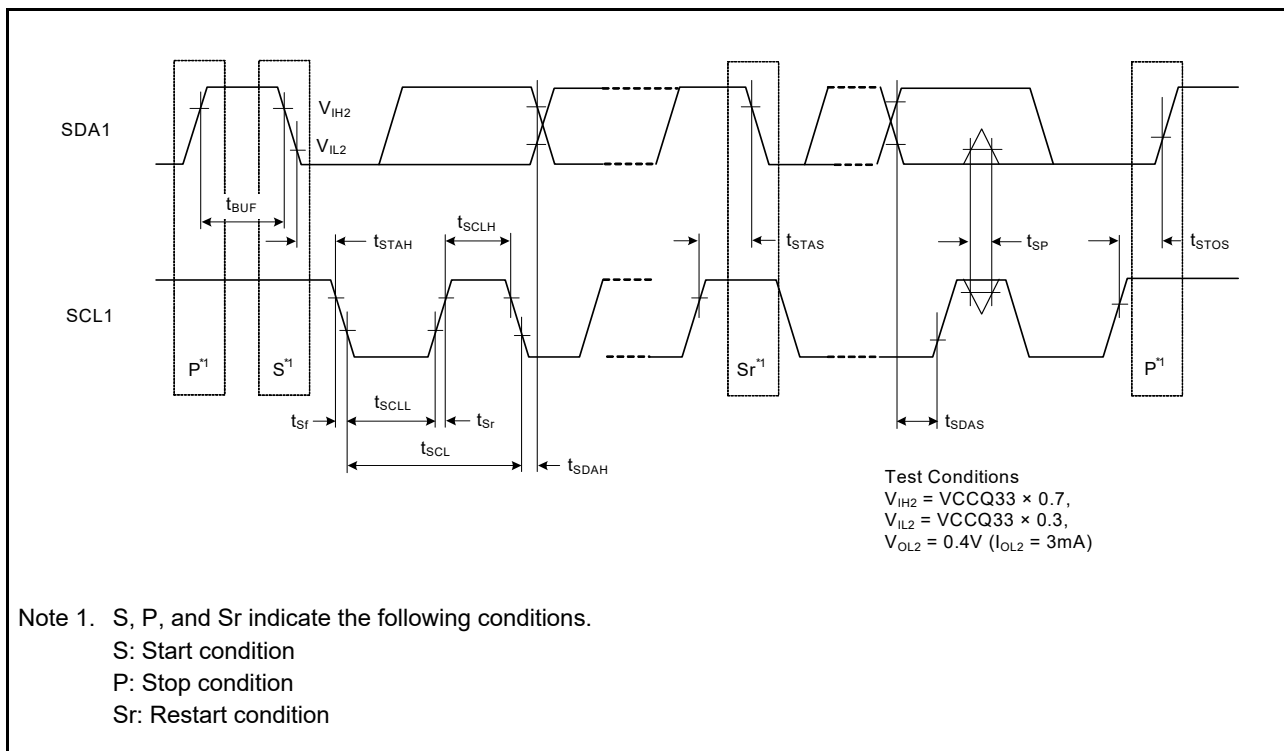 SDA1
V_IH2
V_IL2
t_BUF
t_STAH
t_SCLH
t_STAS
t_SP
t_STOS
SCL1
P*1
S*1
Sr*1
P*1
t_Sf
t_SCLL
t_Sr
t_SCL
t_SDAH
t_SDAS
Test Conditions
V_IH2 = VCCQ33 × 0.7,
V_IL2 = VCCQ33 × 0.3,
V_OL2 = 0.4V (I_OL2 = 3mA)
Note 1. S, P, and Sr indicate the following conditions.
S: Start condition
P: Stop condition
Sr: Restart condition